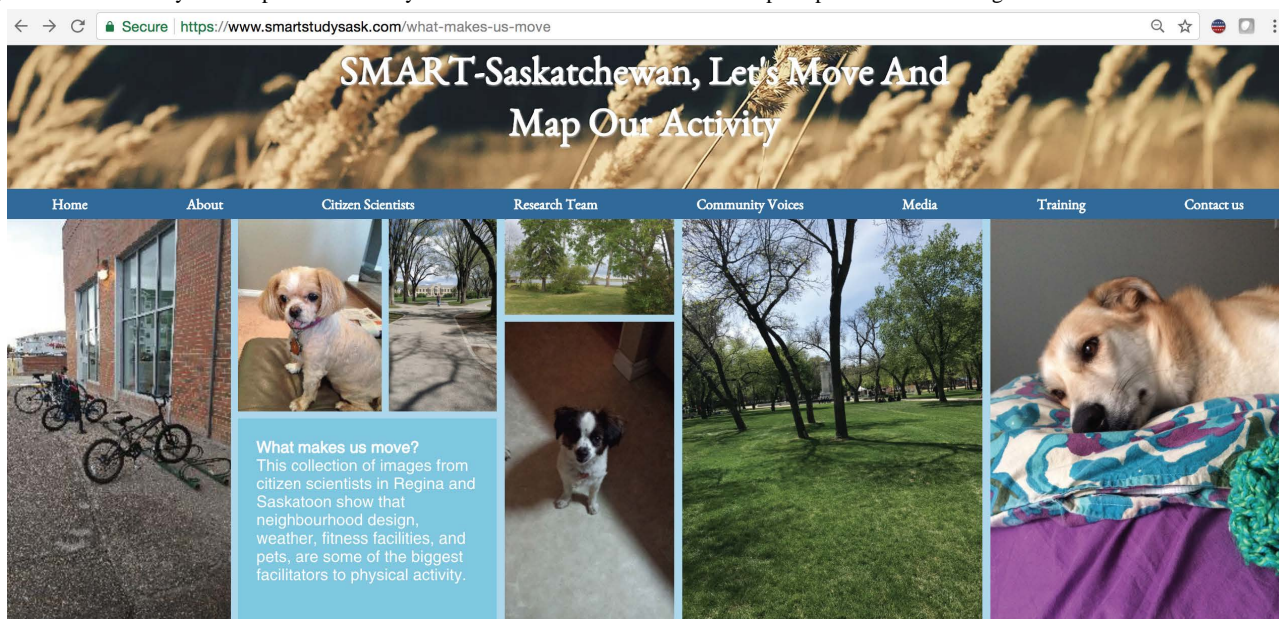 Secure https://www.smartstudysask.com/what-makes-us-move
SMART-Saskatchewan, Let's Move And
Map Our Activity
Home About Citizen Scientists Research Team Community Voices Media Training Contact us
What makes us move?
This collection of images from
citizen scientists in Regina and
Saskatoon show that
neighbourhood design,
weather, fitness facilities, and
pets, are some of the biggest
facilitators to physical activity.